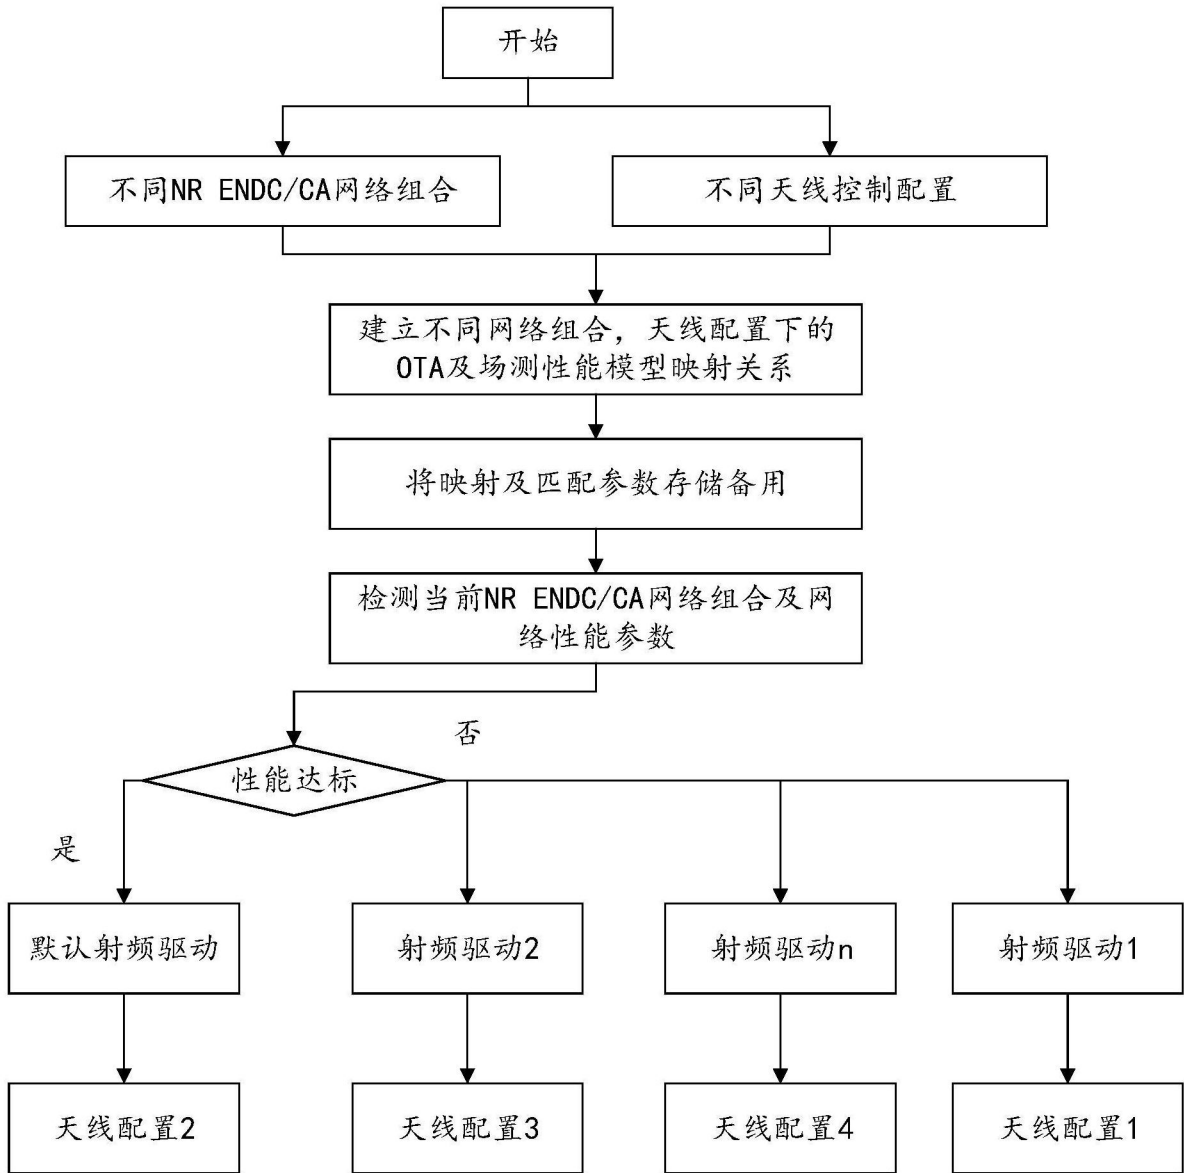 开始
不同NR ENDC/CA网络组合
不同天线控制配置
建立不同网络组合，天线配置下的
OTA及场测性能模型映射关系
将映射及匹配参数存储备用
检测当前NR ENDC/CA网络组合及网
络性能参数
否
性能达标
是
默认射频驱动
射频驱动2
射频驱动n
射频驱动1
天线配置2
天线配置3
天线配置4
天线配置1